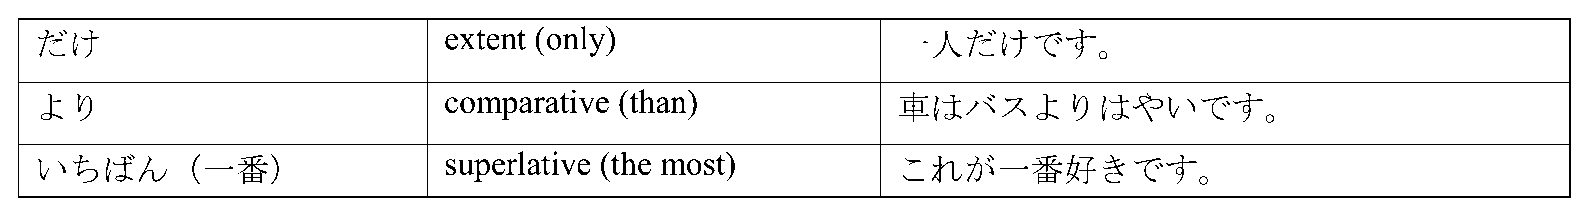 だけ extent (only) 一人だけです。
より comparative (than) 車はバスよりはやいです。
いちばん（一番） superlative (the most) これが一番好きです。